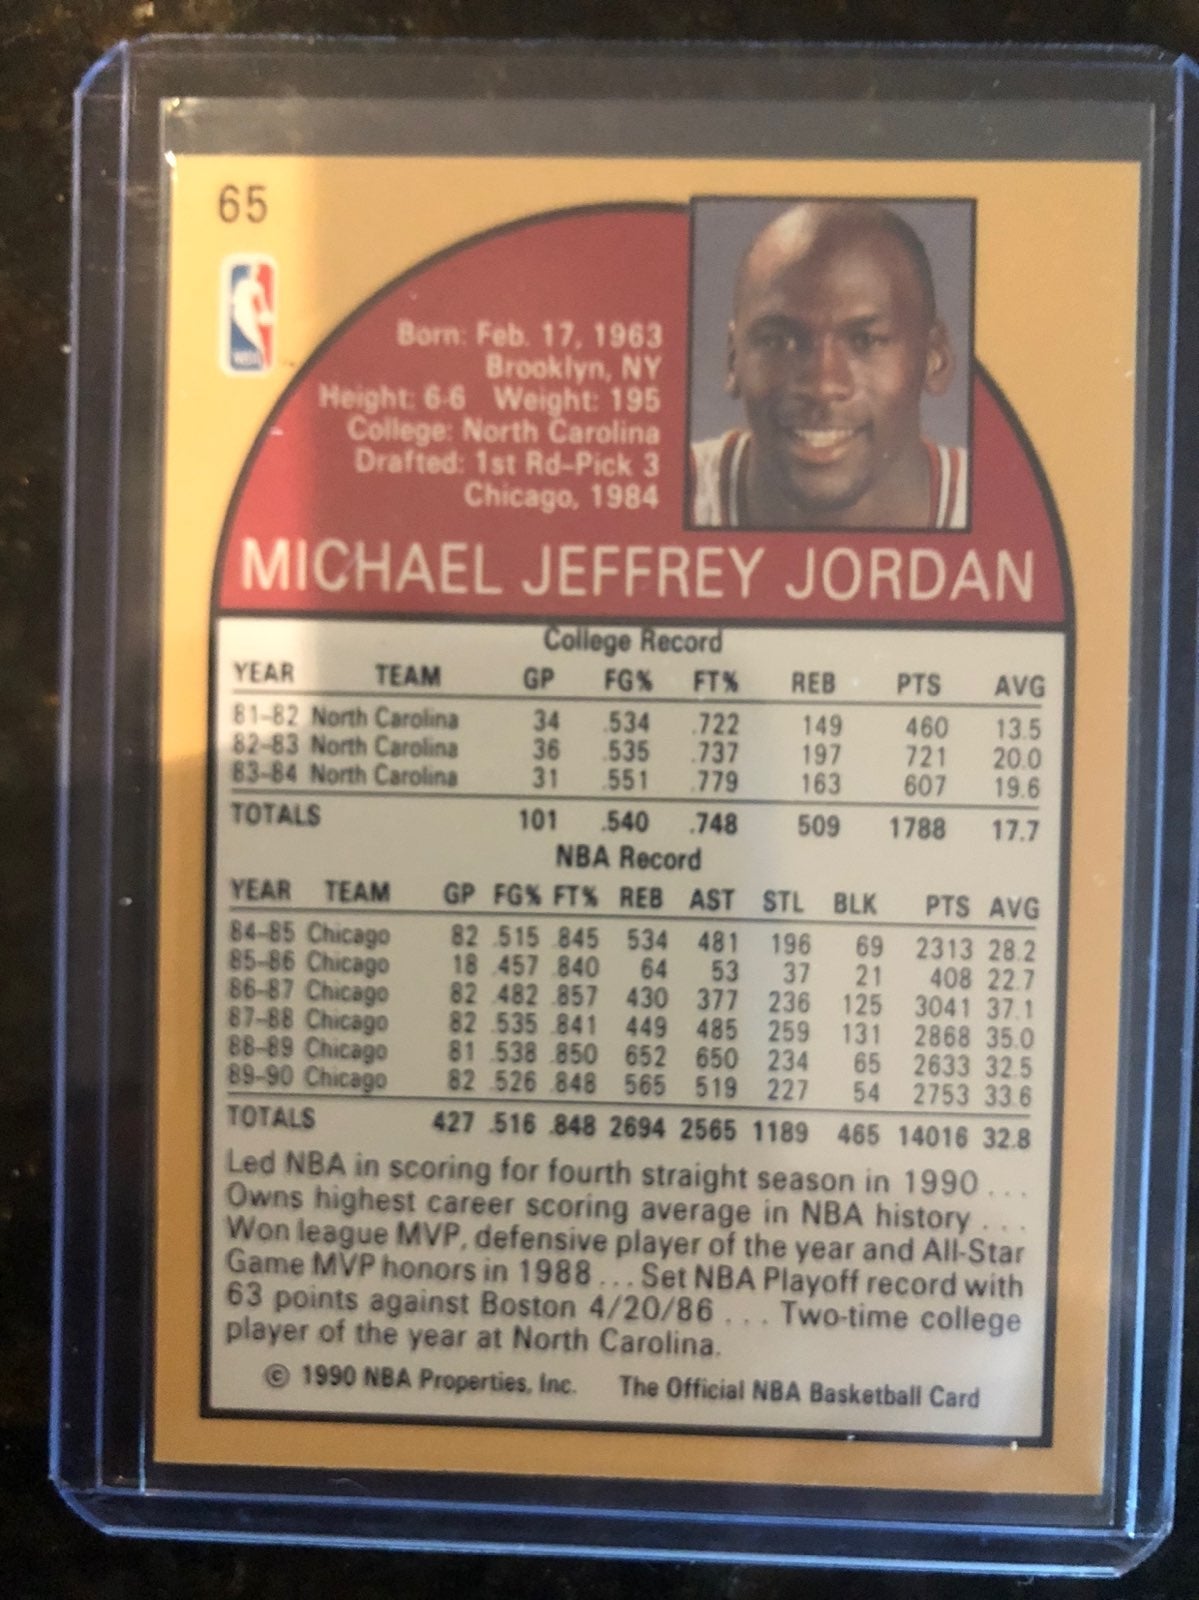 65
NBA
Born: Feb. 17, 1963
Brooklyn, NY
Height: 6-6 Weight: 195
College: North Carolina
Drafted: 1st Rd-Pick 3
Chicago, 1984
MICHAEL JEFFREY JORDAN
College Record
YEAR TEAM GP FG% FT% REB PTS AVG
81-82 North Carolina 34 .534 .722 149 460 13.5
82-83 North Carolina 36 .535 .737 197 721 20.0
83-84 North Carolina 31 .551 .779 163 607 19.6
TOTALS 101 .540 .748 509 1788 17.7
NBA Record
YEAR TEAM GP FG% FT% REB AST STL BLK PTS AVG
84-85 Chicago 82 .515 .845 534 481 196 69 2313 28.2
85-86 Chicago 18 .457 .840 64 53 37 21 408 22.7
86-87 Chicago 82 .482 .857 430 377 236 125 3041 37.1
87-88 Chicago 82 .535 .841 449 485 259 131 2868 35.0
88-89 Chicago 81 .538 .850 652 650 234 65 2633 32.5
89-90 Chicago 82 .526 .848 565 519 227 54 2753 33.6
TOTALS 427 .516 .848 2694 2565 1189 465 14016 32.8
Led NBA in scoring for fourth straight season in 1990 ...
Owns highest career scoring average in NBA history ...
Won league MVP, defensive player of the year and All-Star
Game MVP honors in 1988 ... Set NBA Playoff record with
63 points against Boston 4/20/86 ... Two-time college
player of the year at North Carolina.
© 1990 NBA Properties, Inc. The Official NBA Basketball Card